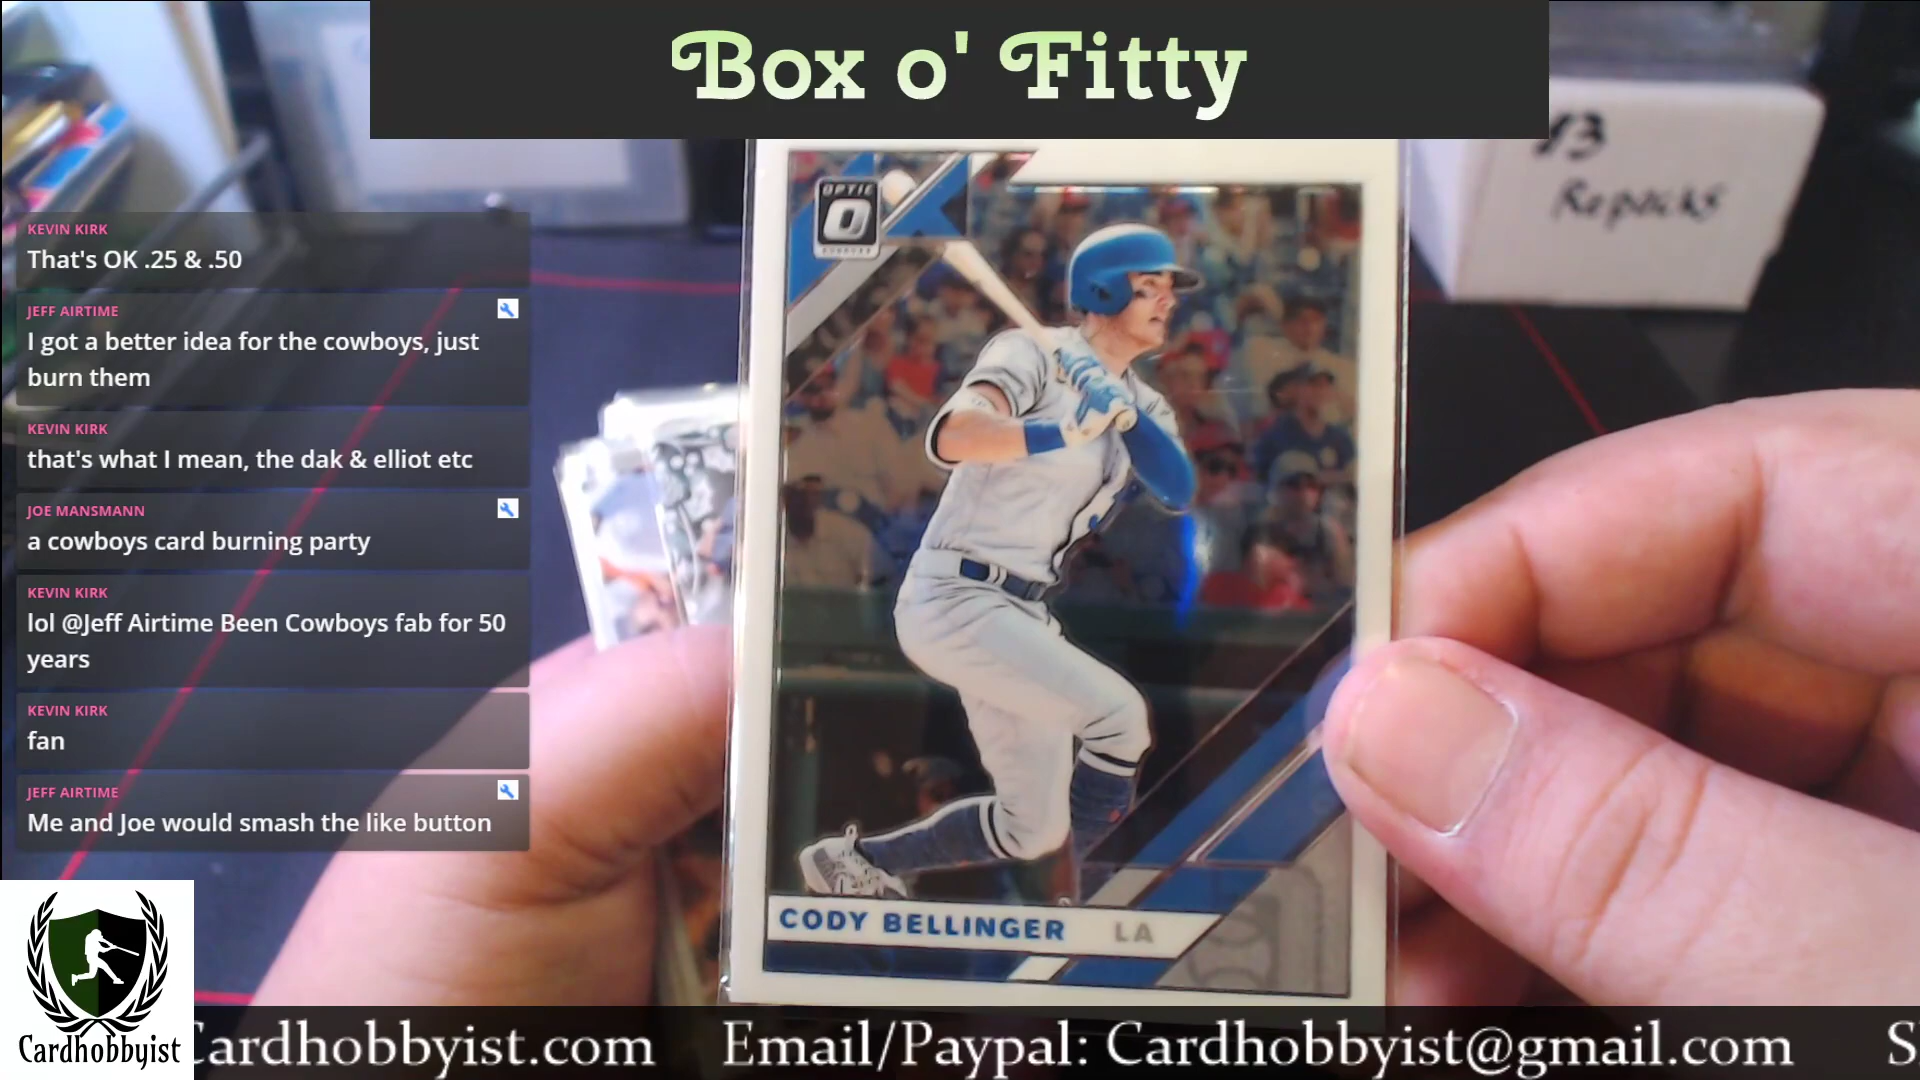 Box o' Fitty
$3
Repacks
KEVIN KIRK
That's OK .25 & .50
JEFF AIRTIME
I got a better idea for the cowboys, just
burn them
KEVIN KIRK
that's what I mean, the dak & elliot etc
JOE MANSMANN
a cowboys card burning party
KEVIN KIRK
lol @Jeff Airtime Been Cowboys fab for 50
years
KEVIN KIRK
fan
JEFF AIRTIME
Me and Joe would smash the like button
OPTIC
O
DONRUSS
CODY BELLINGER LA
Cardhobbyist
Cardhobbyist.com Email/Paypal: Cardhobbyist@gmail.com S